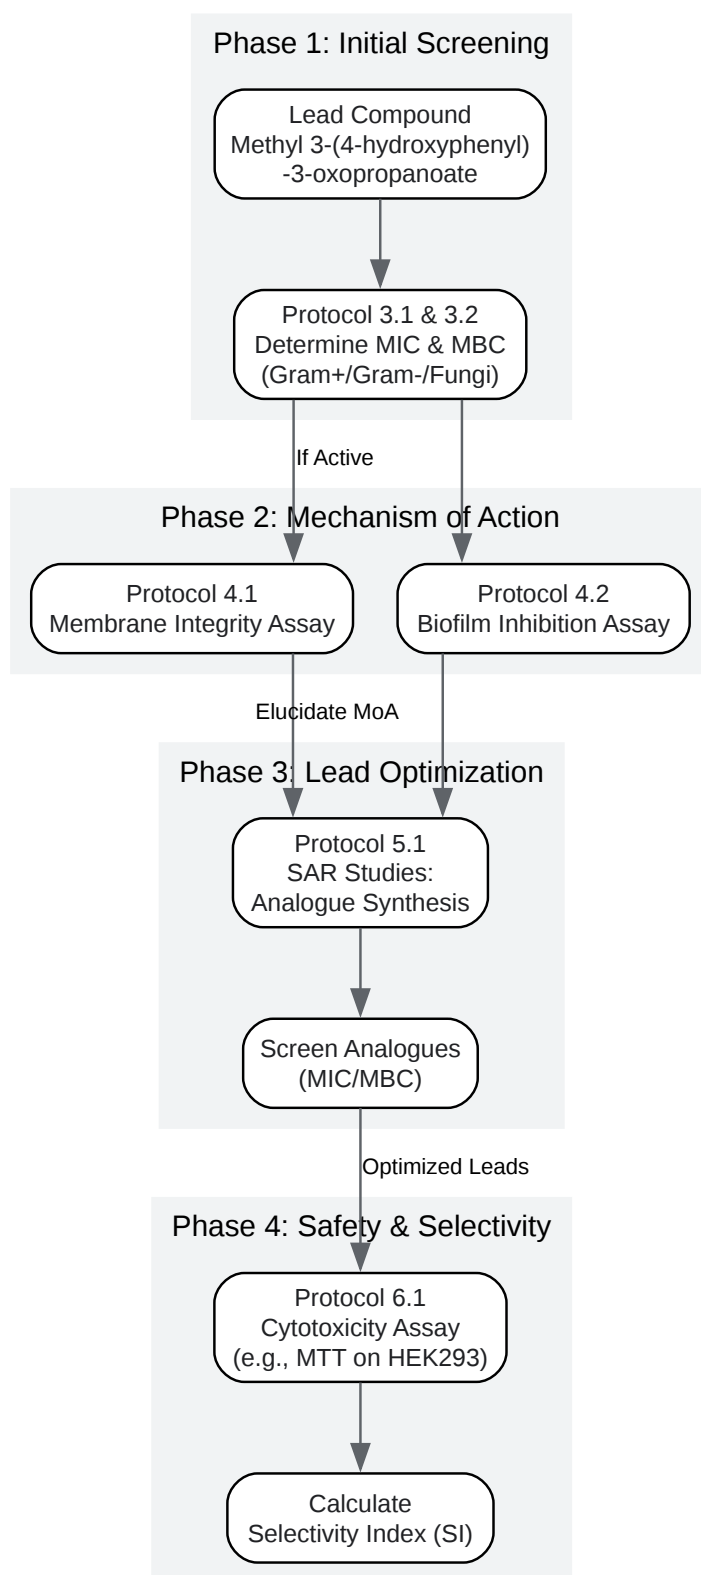 Phase 1: Initial Screening
Lead Compound
Methyl 3-(4-hydroxyphenyl)
-3-oxopropanoate
Protocol 3.1 & 3.2
Determine MIC & MBC
(Gram+/Gram-/Fungi)
If Active
Phase 2: Mechanism of Action
Protocol 4.1
Membrane Integrity Assay
Protocol 4.2
Biofilm Inhibition Assay
Elucidate MoA
Phase 3: Lead Optimization
Protocol 5.1
SAR Studies:
Analogue Synthesis
Screen Analogues
(MIC/MBC)
Optimized Leads
Phase 4: Safety & Selectivity
Protocol 6.1
Cytotoxicity Assay
(e.g., MTT on HEK293)
Calculate
Selectivity Index (SI)